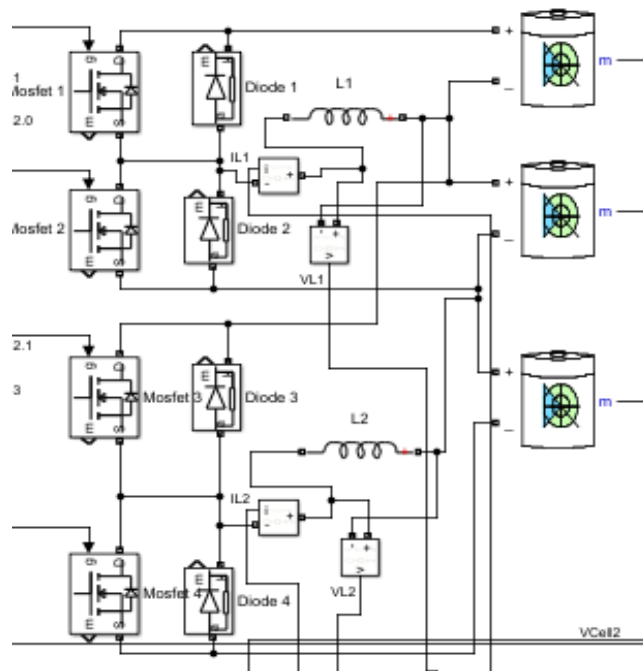 +
m
_
L1
Diode 1
1
Mosfet 1
2.0
IL1
+
-
+
m
_
Mosfet 2
Diode 2
- +
v
VL1
2.1
3
+
m
_
Mosfet 3
Diode 3
L2
IL2
+
-
- +
v
VL2
Mosfet 4
Diode 4
VCell2